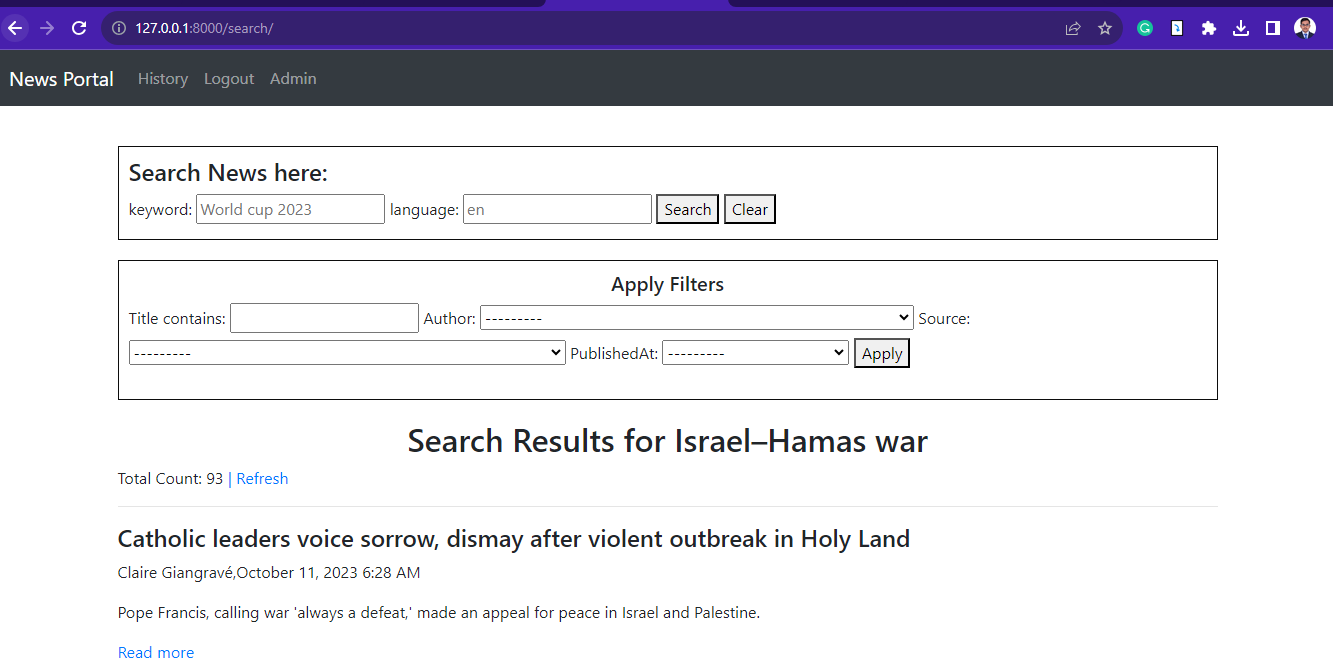 127.0.0.1:8000/search/
News Portal History Logout Admin
Search News here:
keyword: World cup 2023 language: en Search Clear
Apply Filters
Title contains: Author: --------- Source:
--------- PublishedAt: --------- Apply
Search Results for Israel–Hamas war
Total Count: 93 | Refresh
Catholic leaders voice sorrow, dismay after violent outbreak in Holy Land
Claire Giangravé,October 11, 2023 6:28 AM
Pope Francis, calling war 'always a defeat,' made an appeal for peace in Israel and Palestine.
Read more